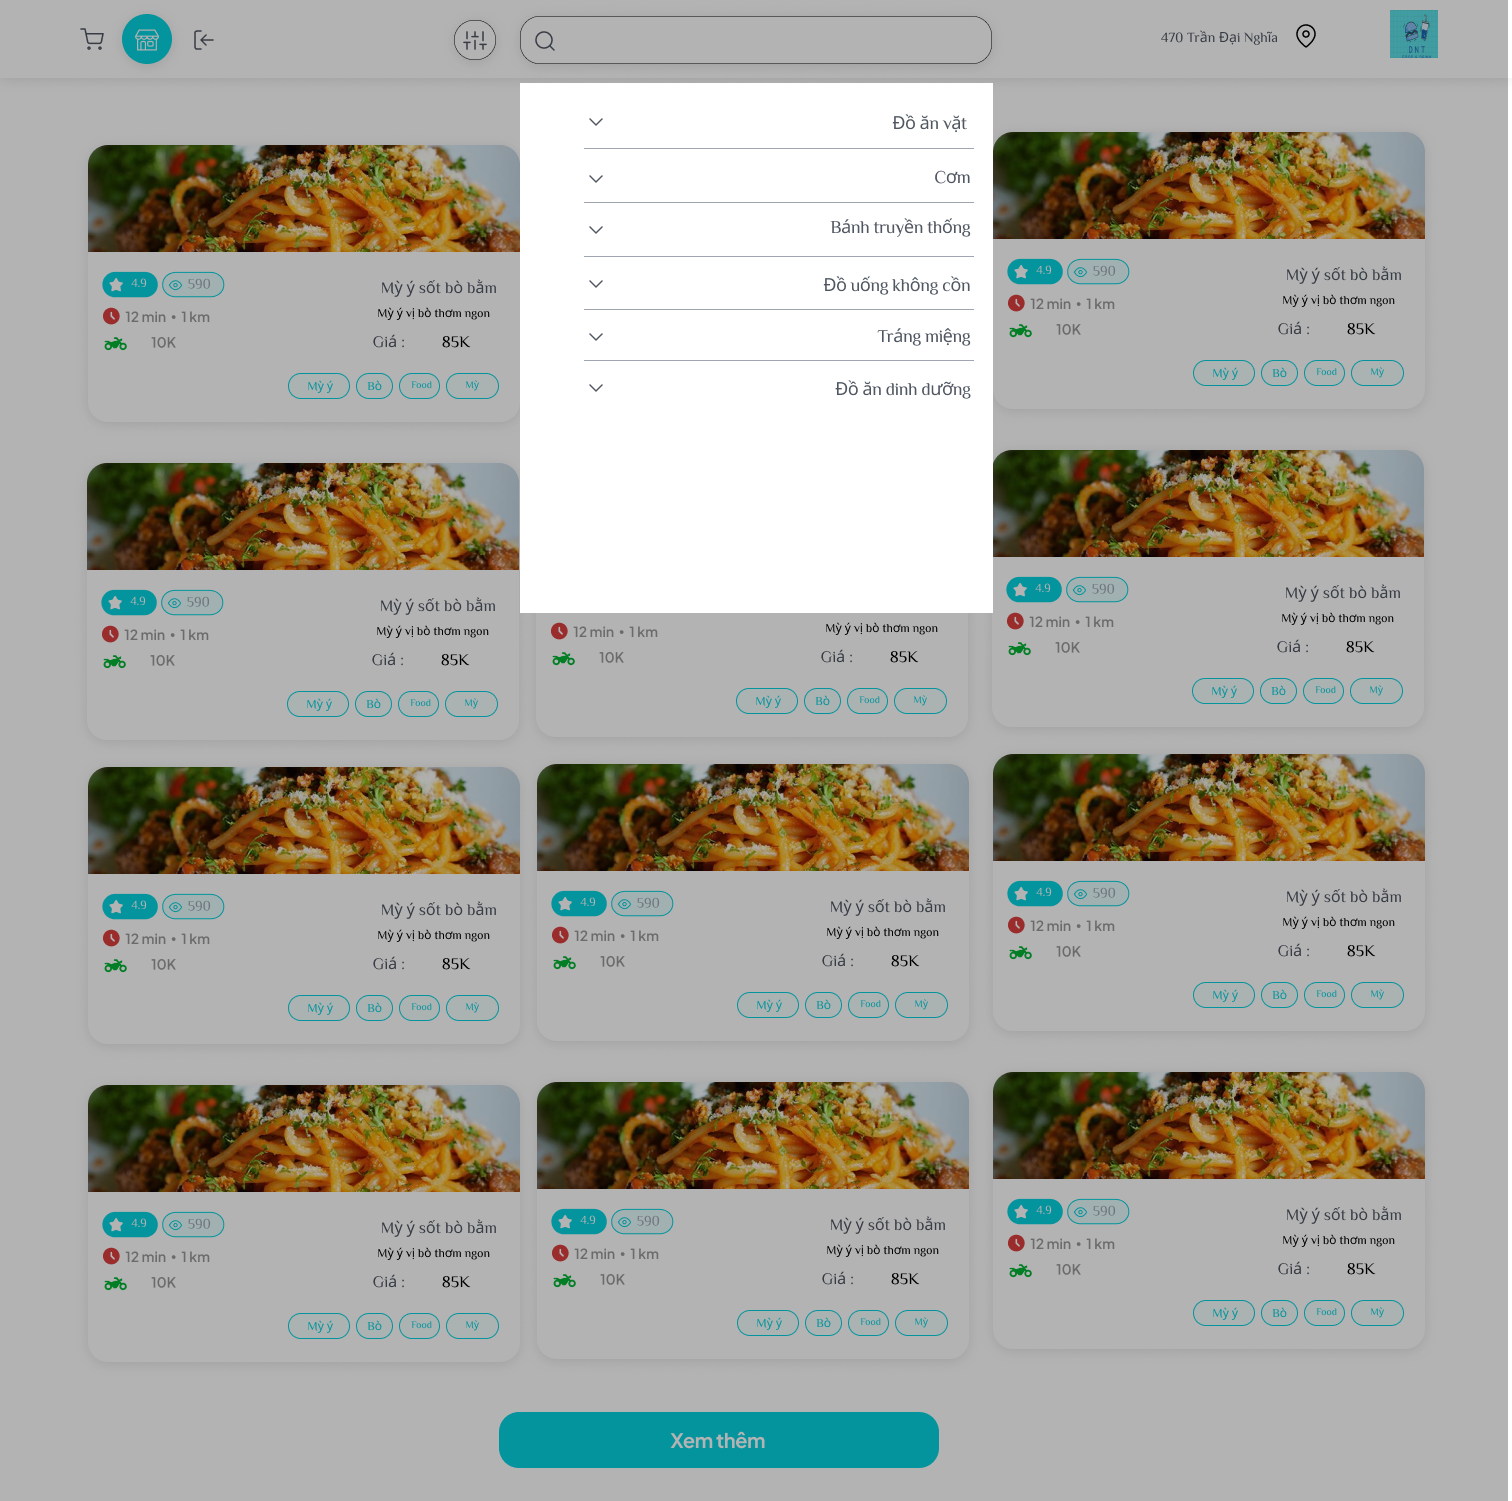 470 Trần Đại Nghĩa
DNT
Đồ ăn vặt
Cơm
Bánh truyền thống
Đồ uống không cồn
Tráng miệng
Đồ ăn dinh dưỡng
4.9 590
Mỳ ý sốt bò bằm
12 min • 1 km
Mỳ ý vị bò thơm ngon
10K
Giá : 85K
Mỳ ý Bò Food Mỳ
4.9 590
Mỳ ý sốt bò bằm
12 min • 1 km
Mỳ ý vị bò thơm ngon
10K
Giá : 85K
Mỳ ý Bò Food Mỳ
4.9 590
Mỳ ý sốt bò bằm
12 min • 1 km
Mỳ ý vị bò thơm ngon
10K
Giá : 85K
Mỳ ý Bò Food Mỳ
12 min • 1 km
Mỳ ý vị bò thơm ngon
10K
Giá : 85K
Mỳ ý Bò Food Mỳ
4.9 590
Mỳ ý sốt bò bằm
12 min • 1 km
Mỳ ý vị bò thơm ngon
10K
Giá : 85K
Mỳ ý Bò Food Mỳ
4.9 590
Mỳ ý sốt bò bằm
12 min • 1 km
Mỳ ý vị bò thơm ngon
10K
Giá : 85K
Mỳ ý Bò Food Mỳ
4.9 590
Mỳ ý sốt bò bằm
12 min • 1 km
Mỳ ý vị bò thơm ngon
10K
Giá : 85K
Mỳ ý Bò Food Mỳ
4.9 590
Mỳ ý sốt bò bằm
12 min • 1 km
Mỳ ý vị bò thơm ngon
10K
Giá : 85K
Mỳ ý Bò Food Mỳ
4.9 590
Mỳ ý sốt bò bằm
12 min • 1 km
Mỳ ý vị bò thơm ngon
10K
Giá : 85K
Mỳ ý Bò Food Mỳ
4.9 590
Mỳ ý sốt bò bằm
12 min • 1 km
Mỳ ý vị bò thơm ngon
10K
Giá : 85K
Mỳ ý Bò Food Mỳ
4.9 590
Mỳ ý sốt bò bằm
12 min • 1 km
Mỳ ý vị bò thơm ngon
10K
Giá : 85K
Mỳ ý Bò Food Mỳ
Xem thêm